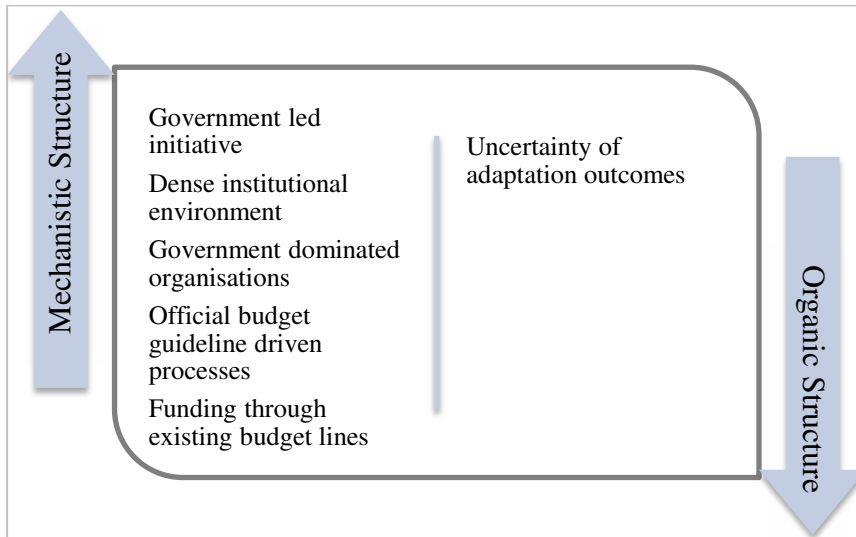 Mechanistic Structure
Government led
initiative
Dense institutional
environment
Government dominated
organisations
Official budget
guideline driven
processes
Funding through
existing budget lines
Uncertainty of
adaptation outcomes
Organic Structure